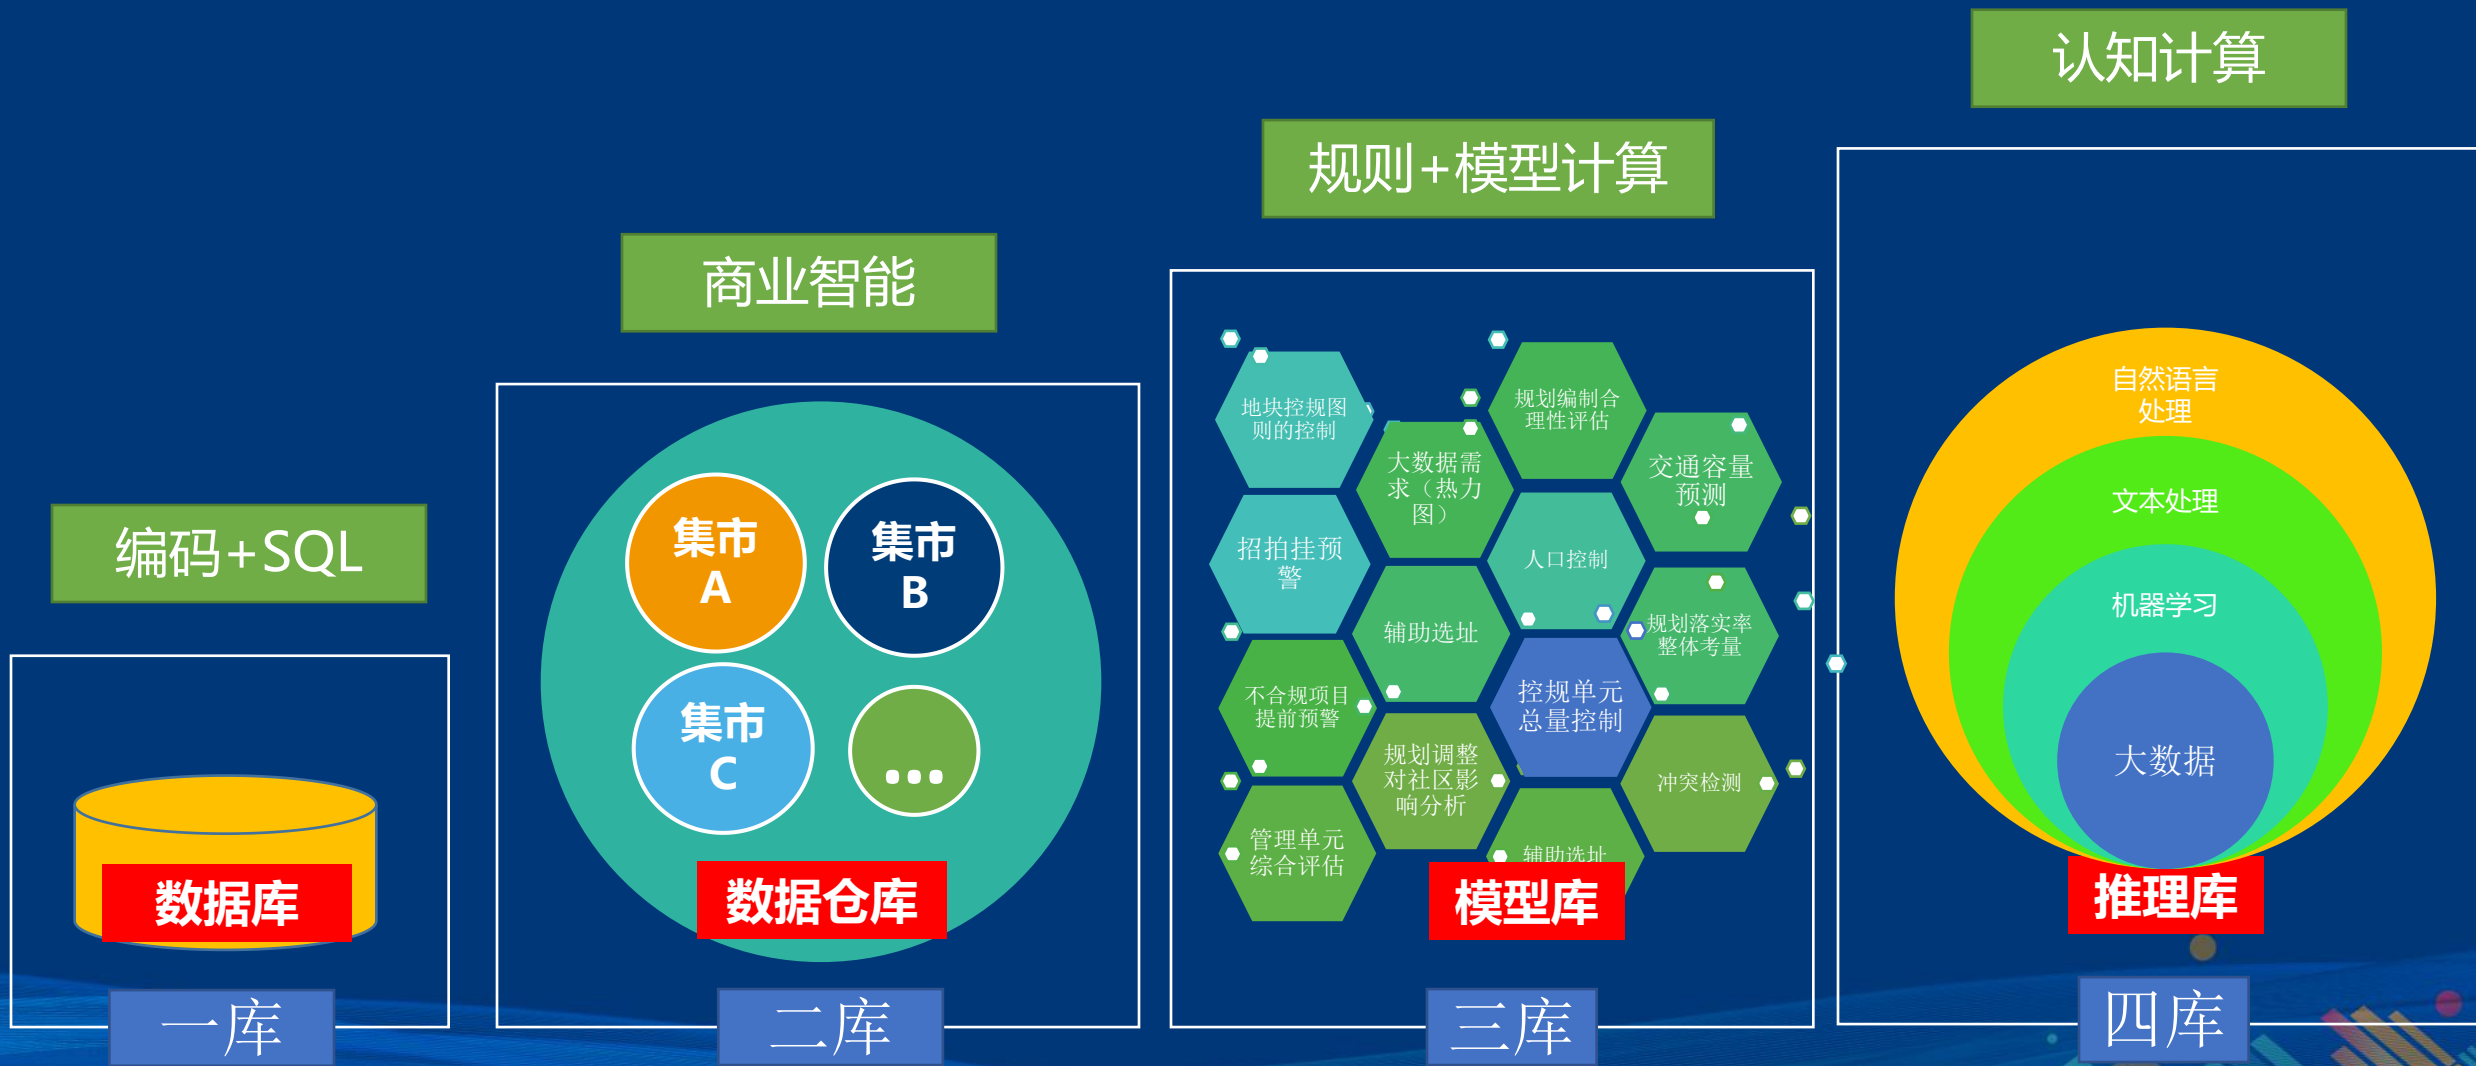 认知计算
规则+模型计算
商业智能
编码+SQL
数据库
一库
集市
A
集市
B
集市
C
...
数据仓库
二库
地块控规图
则的控制
规划编制合
理性评估
大数据需
求（热力
图）
交通容量
预测
招拍挂预
警
人口控制
辅助选址
规划落实率
整体考量
不合规项目
提前预警
控规单元
总量控制
规划调整
对社区影
响分析
冲突检测
管理单元
综合评估
辅助选址
模型库
三库
自然语言
处理
文本处理
机器学习
大数据
推理库
四库